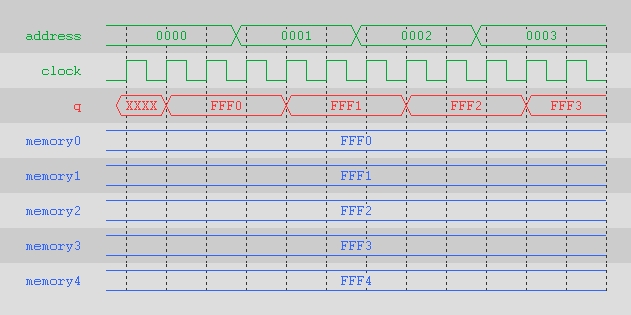 address 0000 0001 0002 0003
clock
q XXXX FFF0 FFF1 FFF2 FFF3
memory0 FFF0
memory1 FFF1
memory2 FFF2
memory3 FFF3
memory4 FFF4